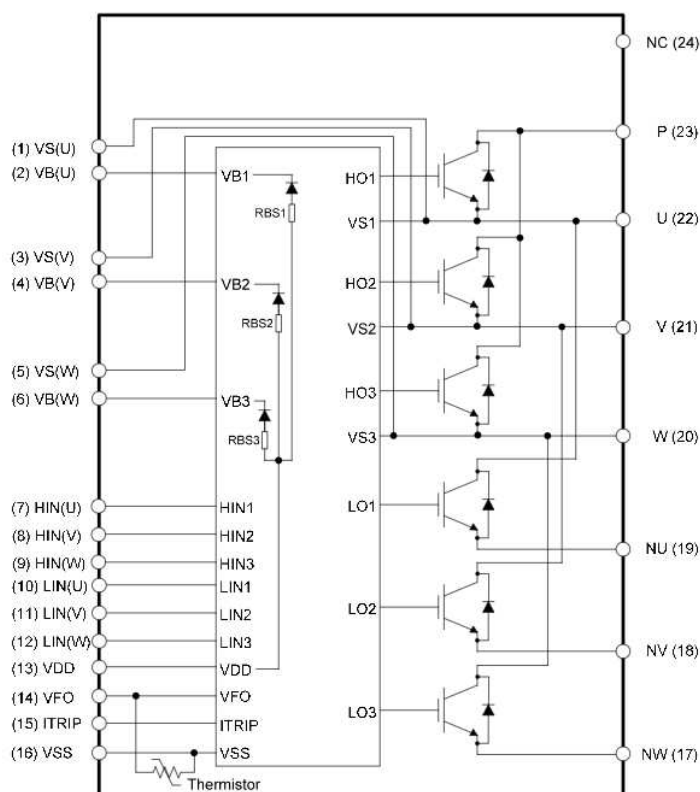 NC (24)
P (23)
(1) VS(U)
(2) VB(U)
VB1
HO1
RBS1
VS1
U (22)
(3) VS(V)
(4) VB(V)
VB2
HO2
RBS2
VS2
V (21)
(5) VS(W)
(6) VB(W)
VB3
HO3
RBS3
VS3
W (20)
(7) HIN(U)
HIN1
LO1
(8) HIN(V)
HIN2
NU (19)
(9) HIN(W)
HIN3
(10) LIN(U)
LIN1
(11) LIN(V)
LIN2
LO2
(12) LIN(W)
LIN3
NV (18)
(13) VDD
VDD
(14) VFO
VFO
LO3
(15) ITRIP
ITRIP
(16) VSS
VSS
NW (17)
Thermistor